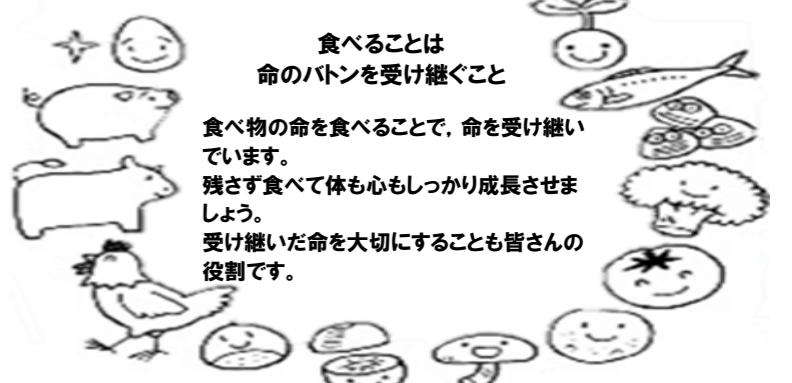 食べることは
命のバトンを受け継ぐこと
食べ物の命を食べることで, 命を受け継い
でいます。
残さず食べて体も心もしっかり成長させま
しょう。
受け継いだ命を大切にすることも皆さんの
役割です。